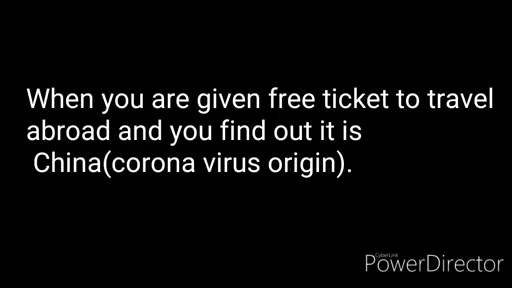 When you are given free ticket to travel
abroad and you find out it is
China(corona virus origin).
CyberLink
PowerDirector